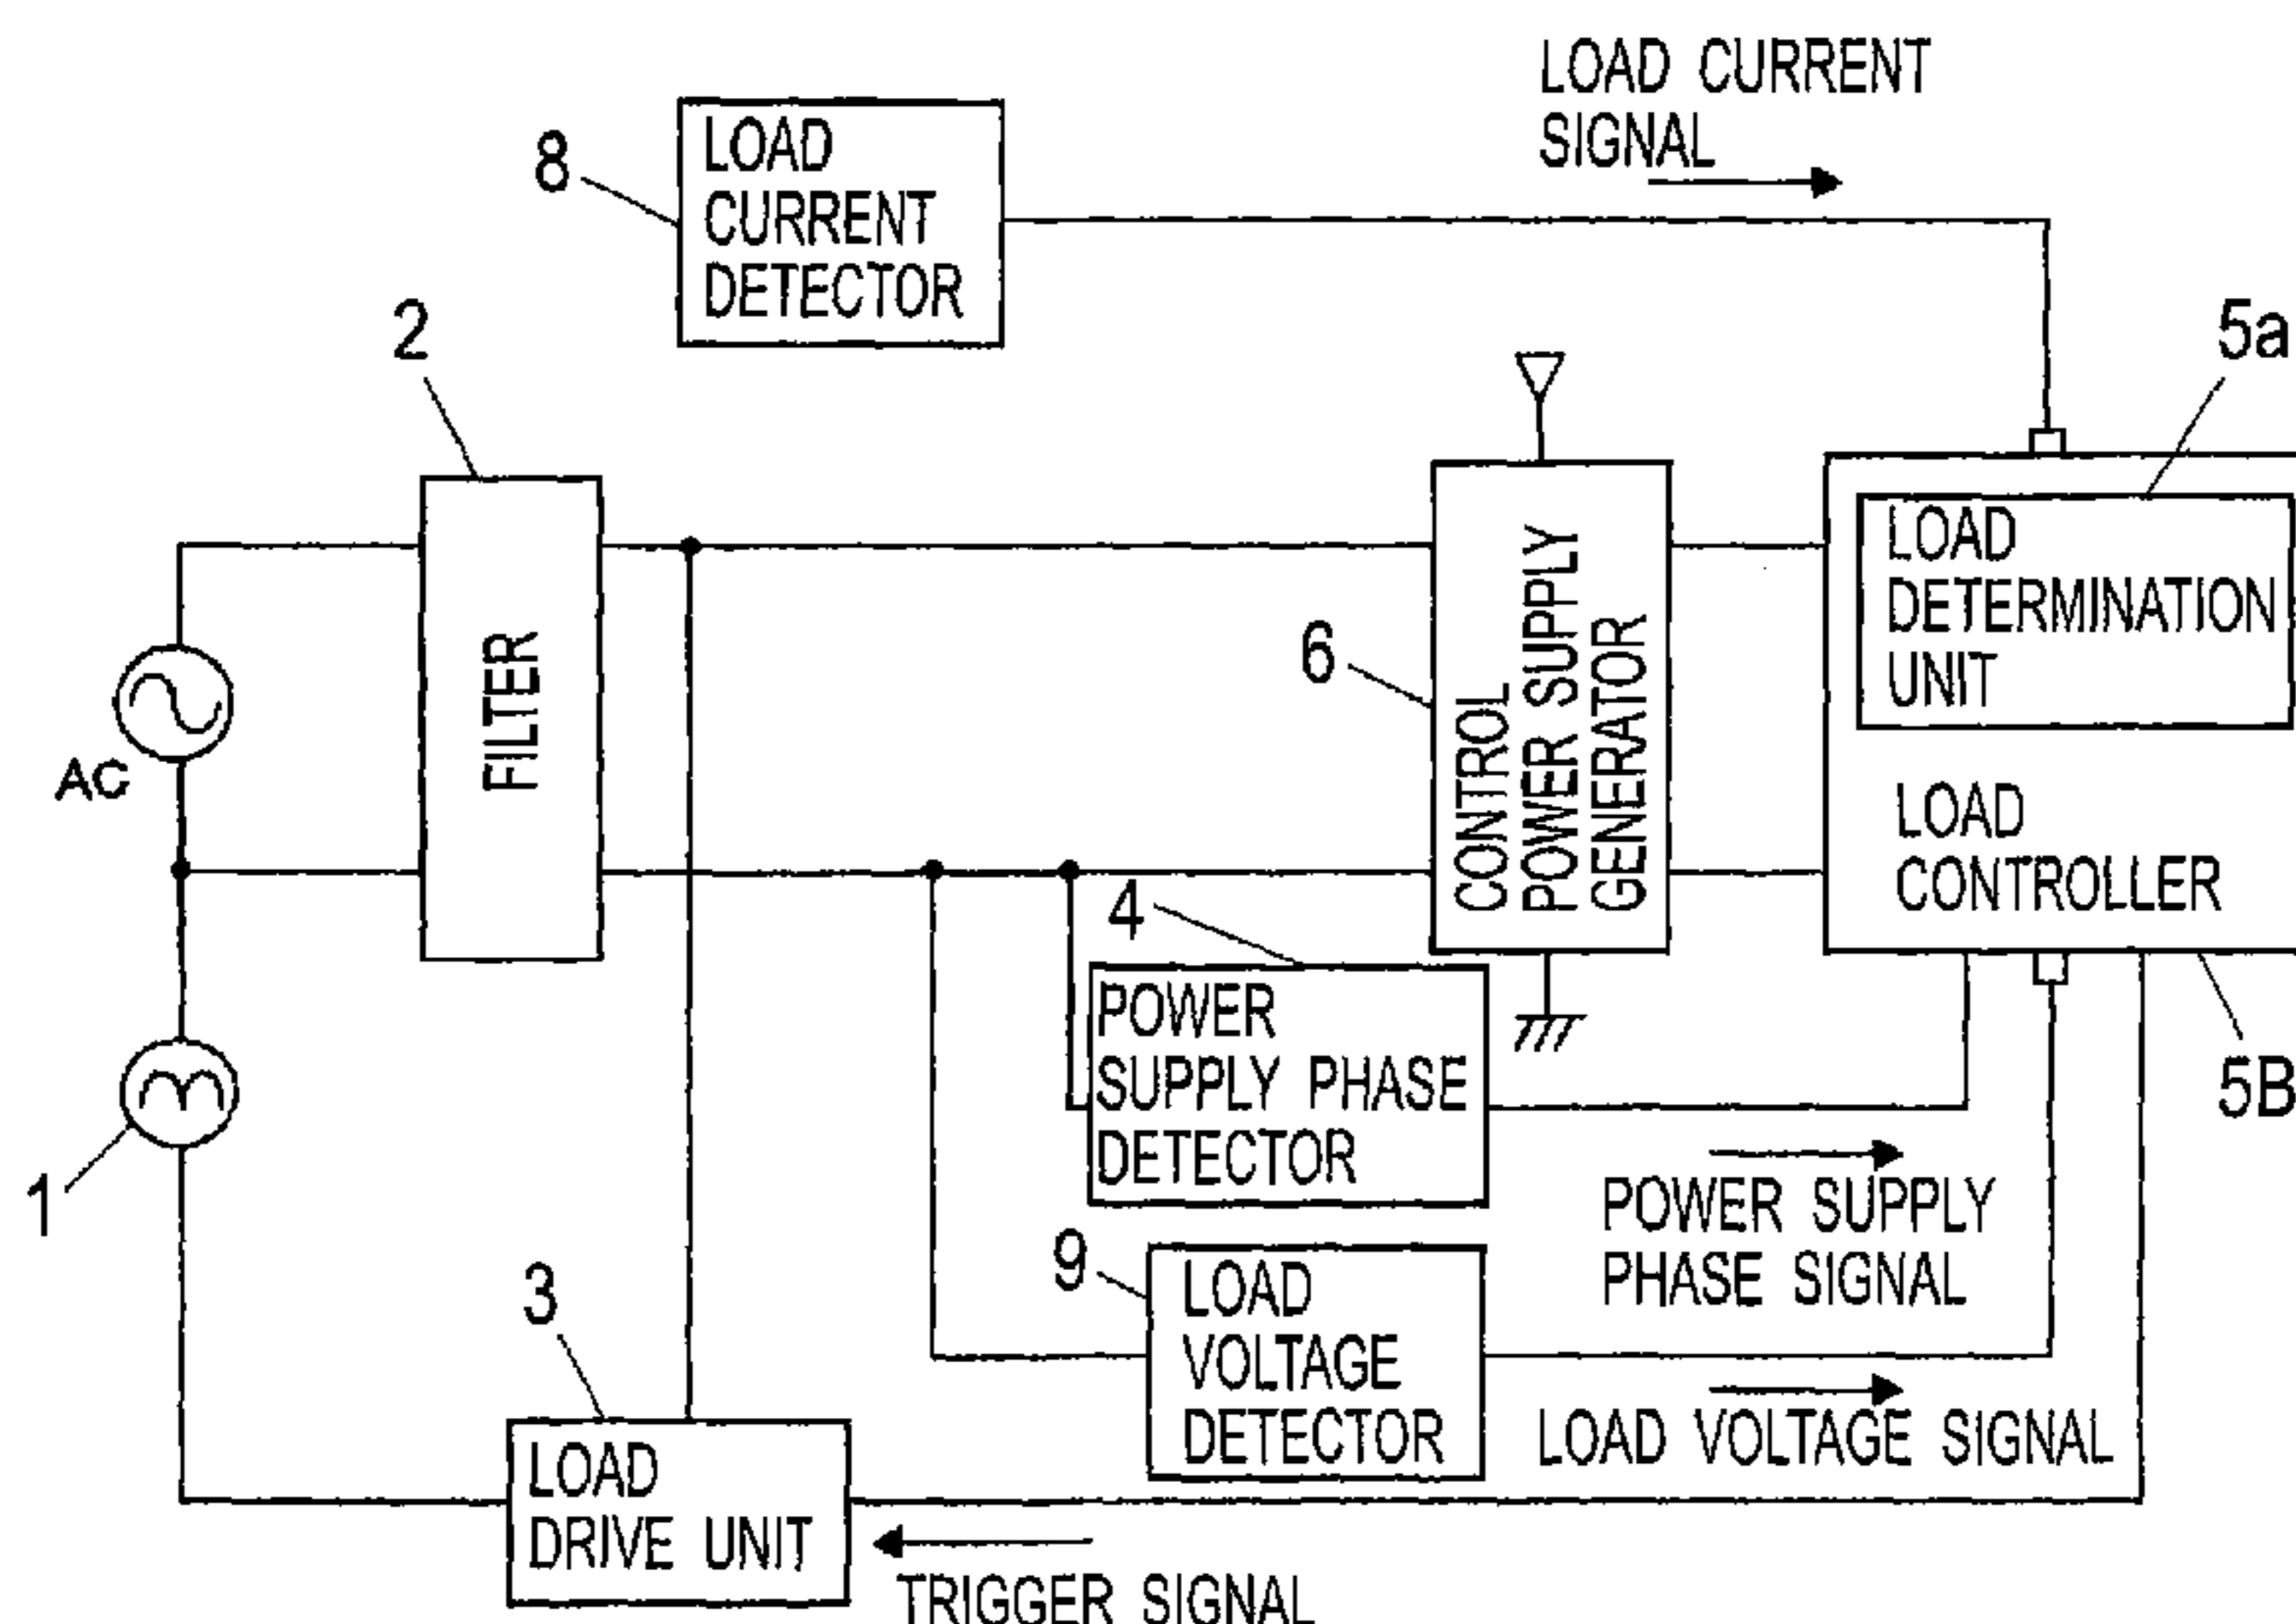 LOAD CURRENT
SIGNAL
8
LOAD
CURRENT
DETECTOR
2
5a
FILTER
6
CONTROL
POWER SUPPLY
GENERATOR
LOAD
DETERMINATION
UNIT
AC
LOAD
CONTROLLER
4
POWER
SUPPLY PHASE
DETECTOR
5B
1
POWER SUPPLY
PHASE SIGNAL
9
LOAD
VOLTAGE
DETECTOR
3
LOAD VOLTAGE SIGNAL
LOAD
DRIVE UNIT
TRIGGER SIGNAL